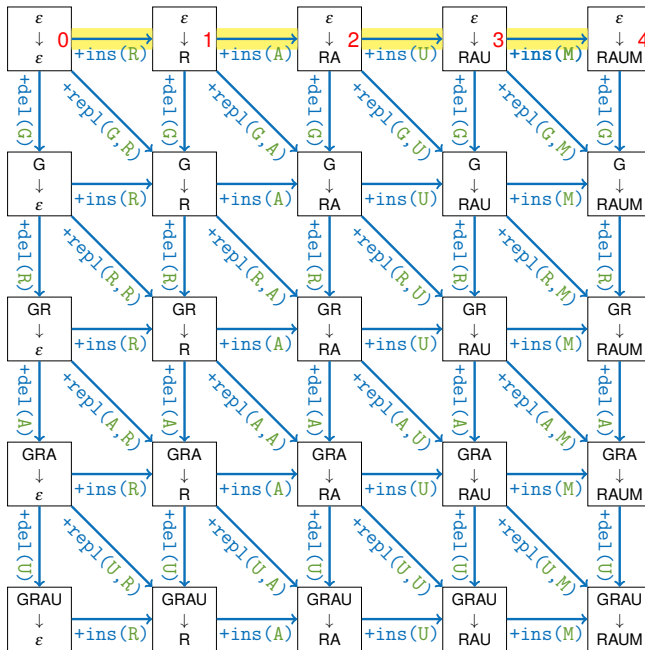 ε ε ε ε ε
↓ 0 ↓ 1 ↓ 2 ↓ 3 ↓ 4
ε +ins(R) R +ins(A) RA +ins(U) RAU +ins(M) RAUM
+del(G) +repl(G,R) +del(G) +repl(G,A) +del(G) +repl(G,U) +del(G) +repl(G,M) +del(G)
G G G G G
↓ ↓ ↓ ↓ ↓
ε +ins(R) R +ins(A) RA +ins(U) RAU +ins(M) RAUM
+del(R) +repl(R,R) +del(R) +repl(R,A) +del(R) +repl(R,U) +del(R) +repl(R,M) +del(R)
GR GR GR GR GR
↓ ↓ ↓ ↓ ↓
ε +ins(R) R +ins(A) RA +ins(U) RAU +ins(M) RAUM
+del(A) +repl(A,R) +del(A) +repl(A,A) +del(A) +repl(A,U) +del(A) +repl(A,M) +del(A)
GRA GRA GRA GRA GRA
↓ ↓ ↓ ↓ ↓
ε +ins(R) R +ins(A) RA +ins(U) RAU +ins(M) RAUM
+del(U) +repl(U,R) +del(U) +repl(U,A) +del(U) +repl(U,U) +del(U) +repl(U,M) +del(U)
GRAU GRAU GRAU GRAU GRAU
↓ ↓ ↓ ↓ ↓
ε +ins(R) R +ins(A) RA +ins(U) RAU +ins(M) RAUM